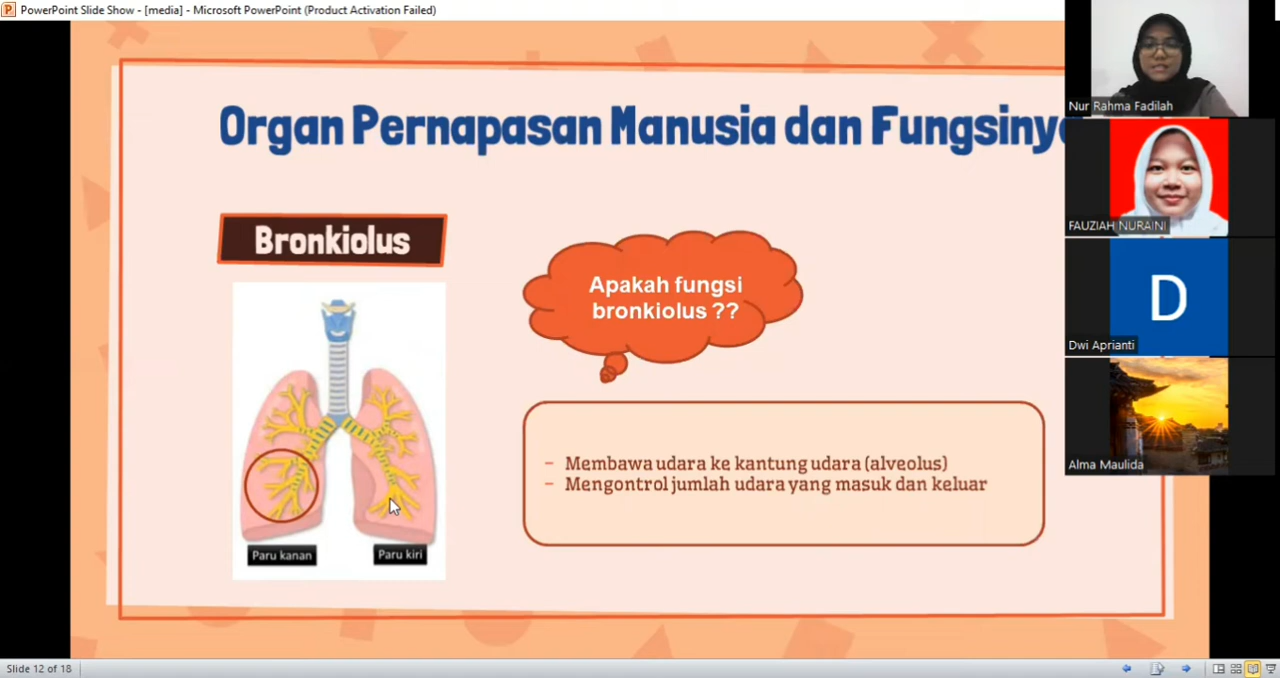 PowerPoint Slide Show - [media] - Microsoft PowerPoint (Product Activation Failed)
Organ Pernapasan Manusia dan Fungsinya
Bronkiolus
Apakah fungsi
bronkiolus ??
- Membawa udara ke kantung udara (alveolus)
- Mengontrol jumlah udara yang masuk dan keluar
Paru kanan
Paru kiri
Nur Rahma Fadilah
FAUZIAH NURAINI
D
Dwi Aprianti
Alma Maulida
Slide 12 of 18